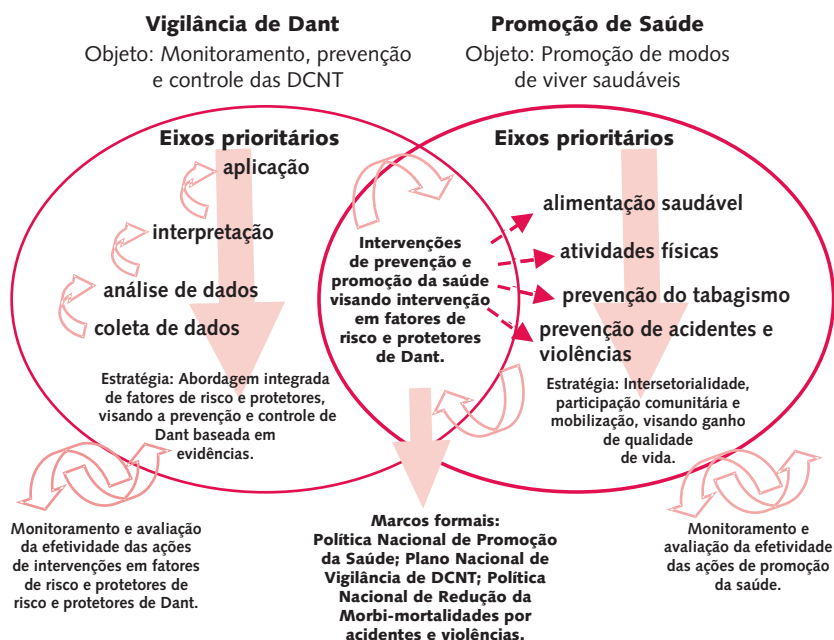 Vigilância de Dant
Objeto: Monitoramento, prevenção
e controle das DCNT
Promoção de Saúde
Objeto: Promoção de modos
de viver saudáveis
Eixos prioritários
aplicação
interpretação
análise de dados
coleta de dados
Estratégia: Abordagem integrada
de fatores de risco e protetores,
visando a prevenção e controle de
Dant baseada em
evidências.
Intervenções
de prevenção e
promoção da saúde
visando intervenção
em fatores de
risco e protetores
de Dant.
Eixos prioritários
alimentação saudável
atividades físicas
prevenção do tabagismo
prevenção de acidentes e
violências
Estratégia: Intersetorialidade,
participação comunitária e
mobilização, visando ganho
de qualidade
de vida.
Monitoramento e avaliação
da efetividade das ações
de intervenções em fatores
de risco e protetores de
risco e protetores de Dant.
Marcos formais:
Política Nacional de Promoção
da Saúde; Plano Nacional de
Vigilância de DCNT; Política
Nacional de Redução da
Morbi-mortalidades por
acidentes e violências.
Monitoramento e
avaliação da efetividade
das ações de promoção
da saúde.